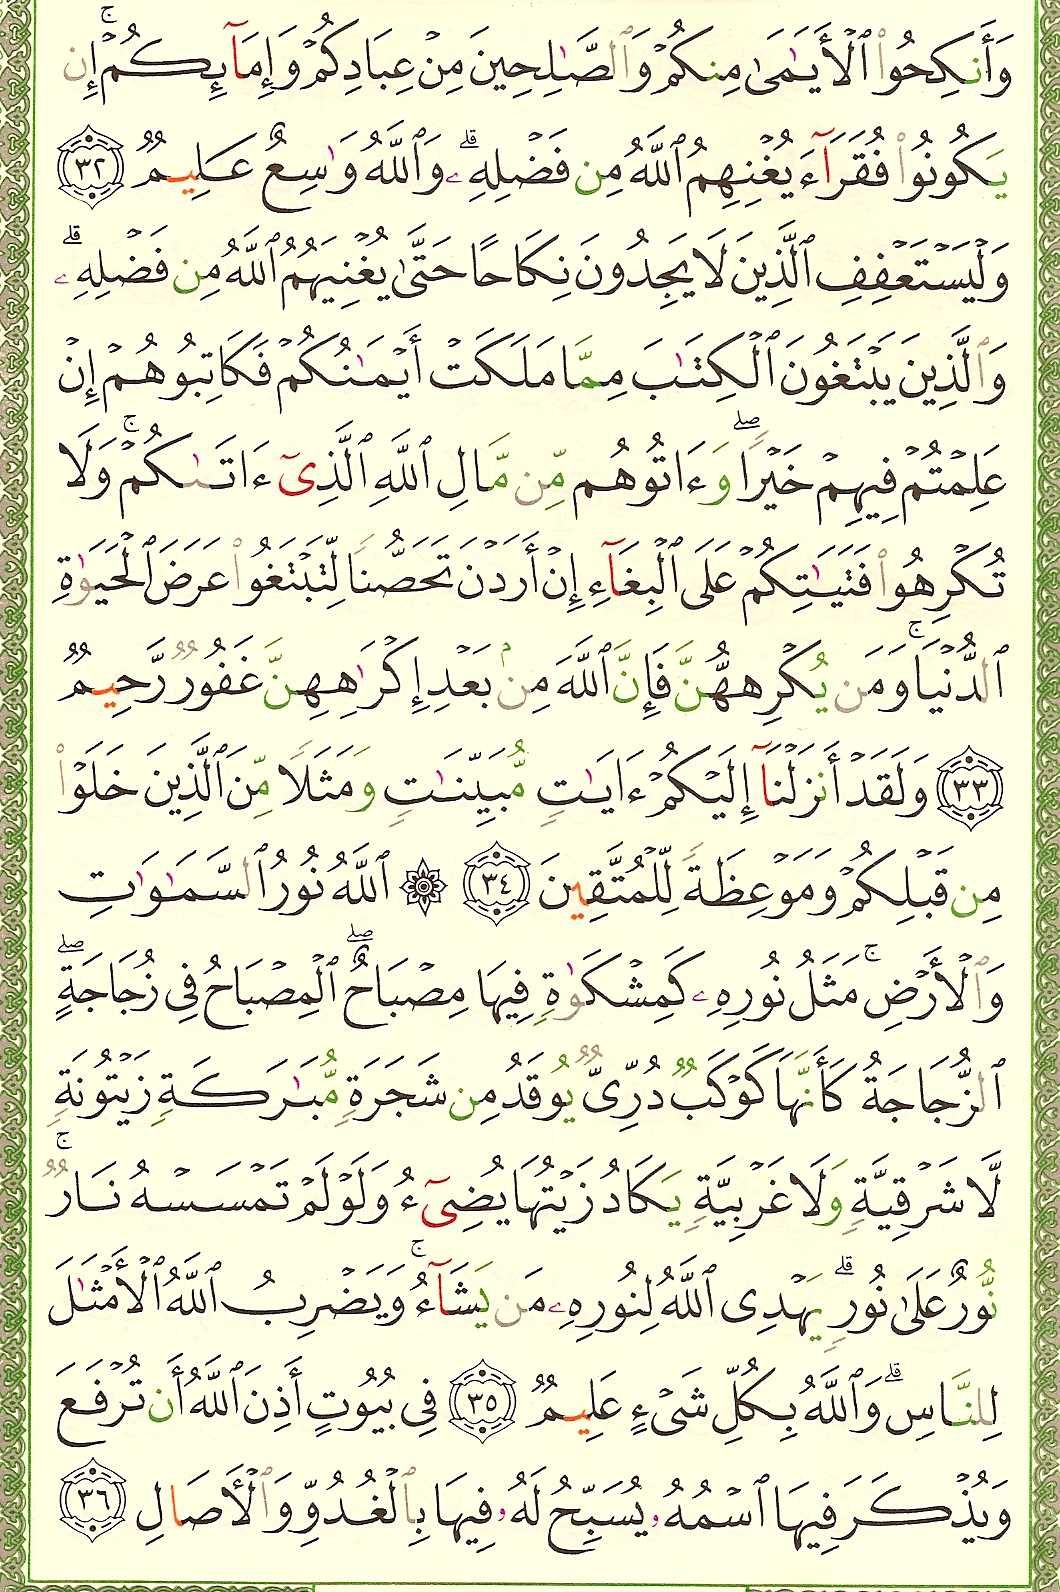 وَأَنكِحُوا۟ ٱلْأَيَـٰمَىٰ مِنكُمْ وَٱلصَّـٰلِحِينَ مِنْ عِبَادِكُمْ وَإِمَآئِكُمْ ۚ إِن
يَكُونُوا۟ فُقَرَآءَ يُغْنِهِمُ ٱللَّهُ مِن فَضْلِهِۦ ۗ وَٱللَّهُ وَٰسِعٌ عَلِيمٌ ٣٢
وَلْيَسْتَعْفِفِ ٱلَّذِينَ لَا يَجِدُونَ نِكَاحًا حَتَّىٰ يُغْنِيَهُمُ ٱللَّهُ مِن فَضْلِهِۦ ۗ
وَٱلَّذِينَ يَبْتَغُونَ ٱلْكِتَـٰبَ مِمَّا مَلَكَتْ أَيْمَـٰنُكُمْ فَكَاتِبُوهُمْ إِنْ
عَلِمْتُمْ فِيهِمْ خَيْرًا ۖ وَءَاتُوهُم مِّن مَّالِ ٱللَّهِ ٱلَّذِىٓ ءَاتَىٰكُمْ ۚ وَلَا
تُكْرِهُوا۟ فَتَيَـٰتِكُمْ عَلَى ٱلْبِغَآءِ إِنْ أَرَدْنَ تَحَصُّنًا لِّتَبْتَغُوا۟ عَرَضَ ٱلْحَيَوٰةِ
ٱلدُّنْيَا ۚ وَمَن يُكْرِههُّنَّ فَإِنَّ ٱللَّهَ مِنۢ بَعْدِ إِكْرَٰهِهِنَّ غَفُورٌ رَّحِيمٌ
٣٣ وَلَقَدْ أَنزَلْنَآ إِلَيْكُمْ ءَايَـٰتٍ مُّبَيِّنَـٰتٍ وَمَثَلًا مِّنَ ٱلَّذِينَ خَلَوْا۟
مِن قَبْلِكُمْ وَمَوْعِظَةً لِّلْمُتَّقِينَ ٣٤ ۞ ٱللَّهُ نُورُ ٱلسَّمَـٰوَٰتِ
وَٱلْأَرْضِ ۚ مَثَلُ نُورِهِۦ كَمِشْكَوٰةٍ فِيهَا مِصْبَاحٌ ۖ ٱلْمِصْبَاحُ فِى زُجَاجَةٍ ۖ
ٱلزُّجَاجَةُ كَأَنَّهَا كَوْكَبٌ دُرِّىٌّ يُوقَدُ مِن شَجَرَةٍ مُّبَـٰرَكَةٍ زَيْتُونَةٍ
لَّا شَرْقِيَّةٍ وَلَا غَرْبِيَّةٍ يَكَادُ زَيْتُهَا يُضِىٓءُ وَلَوْ لَمْ تَمْسَسْهُ نَارٌ ۚ
نُّورٌ عَلَىٰ نُورٍ ۗ يَهْدِى ٱللَّهُ لِنُورِهِۦ مَن يَشَآءُ ۚ وَيَضْرِبُ ٱللَّهُ ٱلْأَمْثَـٰلَ
لِلنَّاسِ ۗ وَٱللَّهُ بِكُلِّ شَىْءٍ عَلِيمٌ ٣٥ فِى بُيُوتٍ أَذِنَ ٱللَّهُ أَن تُرْفَعَ
وَيُذْكَرَ فِيهَا ٱسْمُهُۥ يُسَبِّحُ لَهُۥ فِيهَا بِٱلْغُدُوِّ وَٱلْأَصَالِ ٣٦